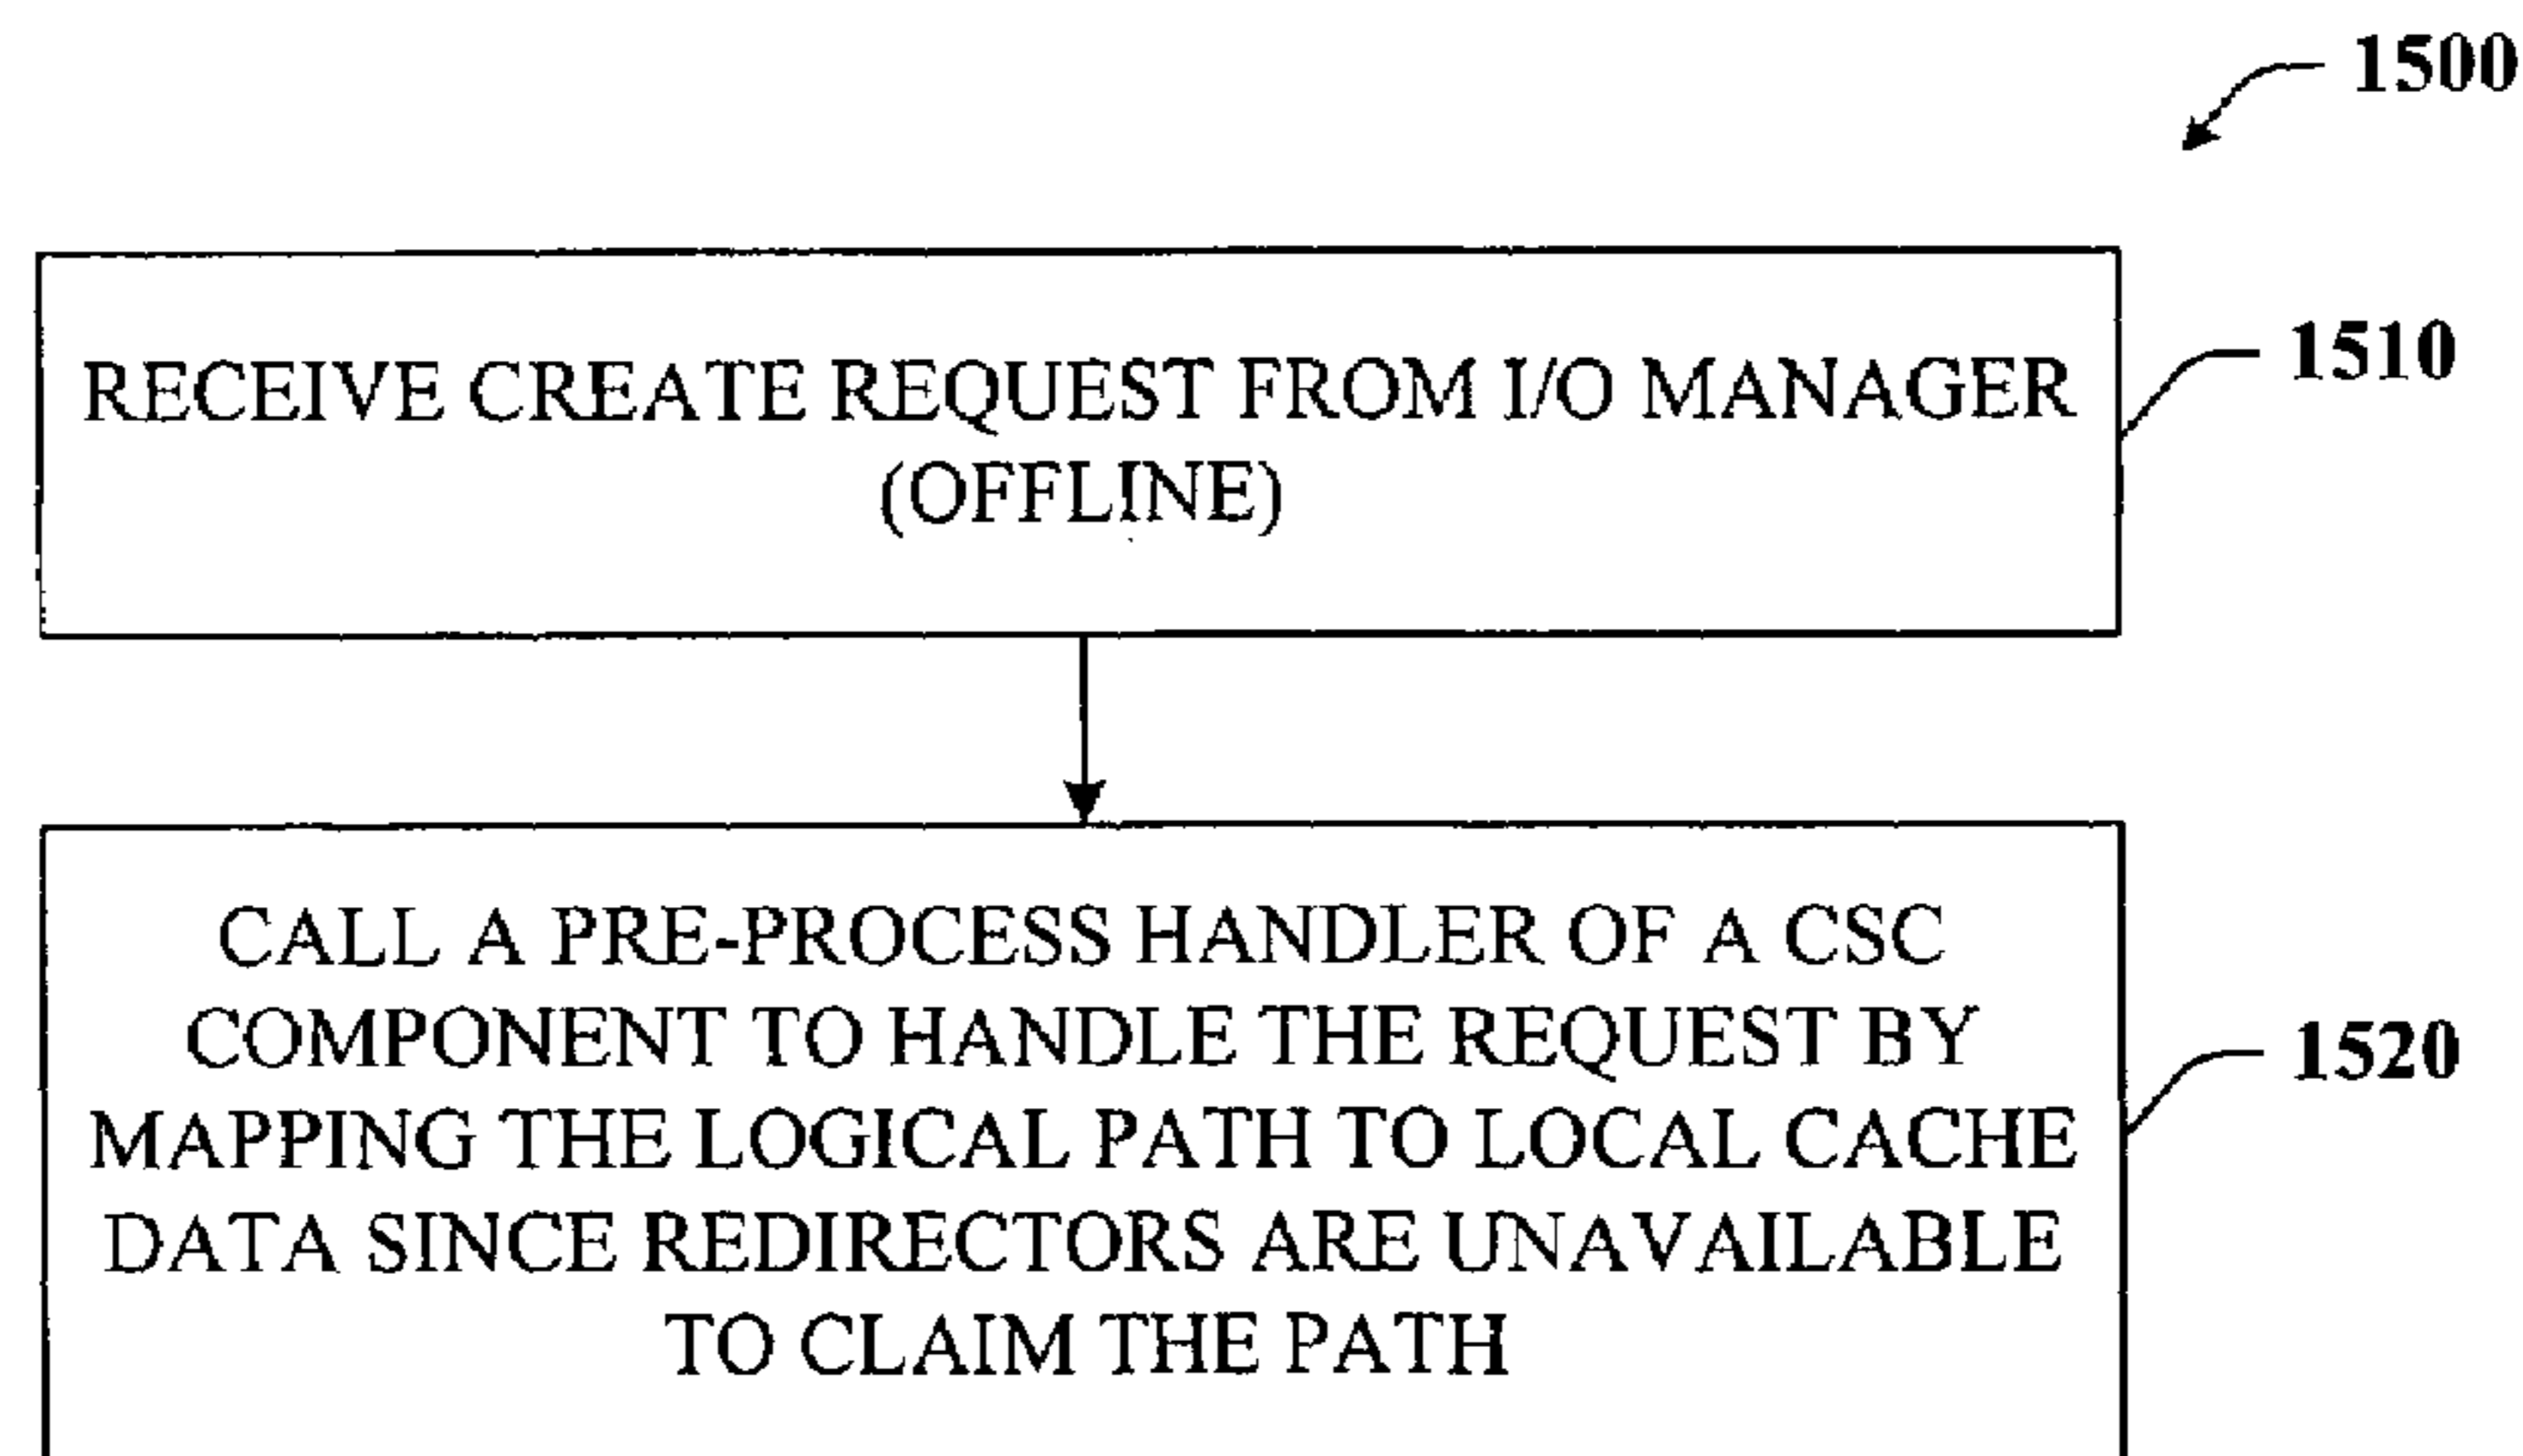 1500
RECEIVE CREATE REQUEST FROM I/O MANAGER
(OFFLINE)
1510
CALL A PRE-PROCESS HANDLER OF A CSC
COMPONENT TO HANDLE THE REQUEST BY
MAPPING THE LOGICAL PATH TO LOCAL CACHE
DATA SINCE REDIRECTORS ARE UNAVAILABLE
TO CLAIM THE PATH
1520